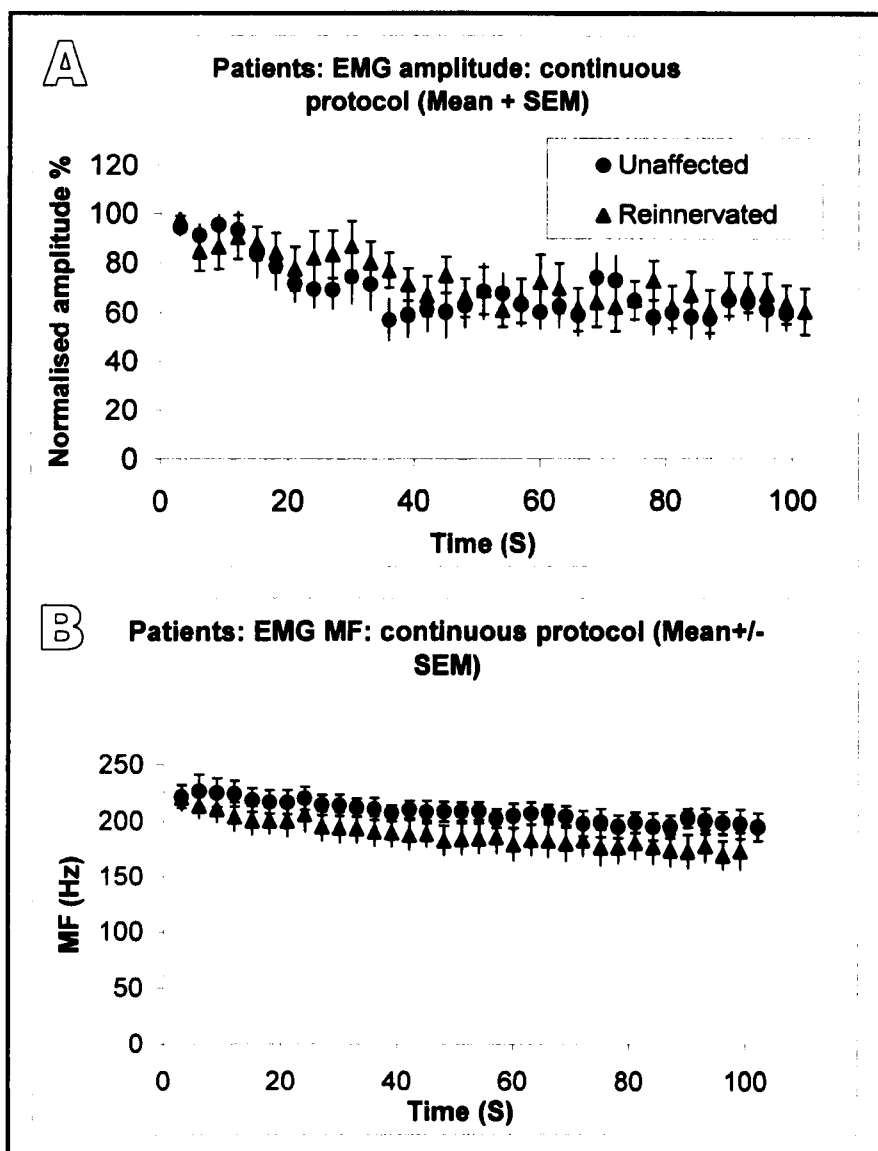 A
Patients: EMG amplitude: continuous
protocol (Mean + SEM)
Normalised amplitude %
120
100
80
60
40
20
0
Unaffected
Reinnervated
0 20 40 60 80 100
Time (S)
B
Patients: EMG MF: continuous protocol (Mean+/-
SEM)
MF (Hz)
250
200
150
100
50
0
0 20 40 60 80 100
Time (S)